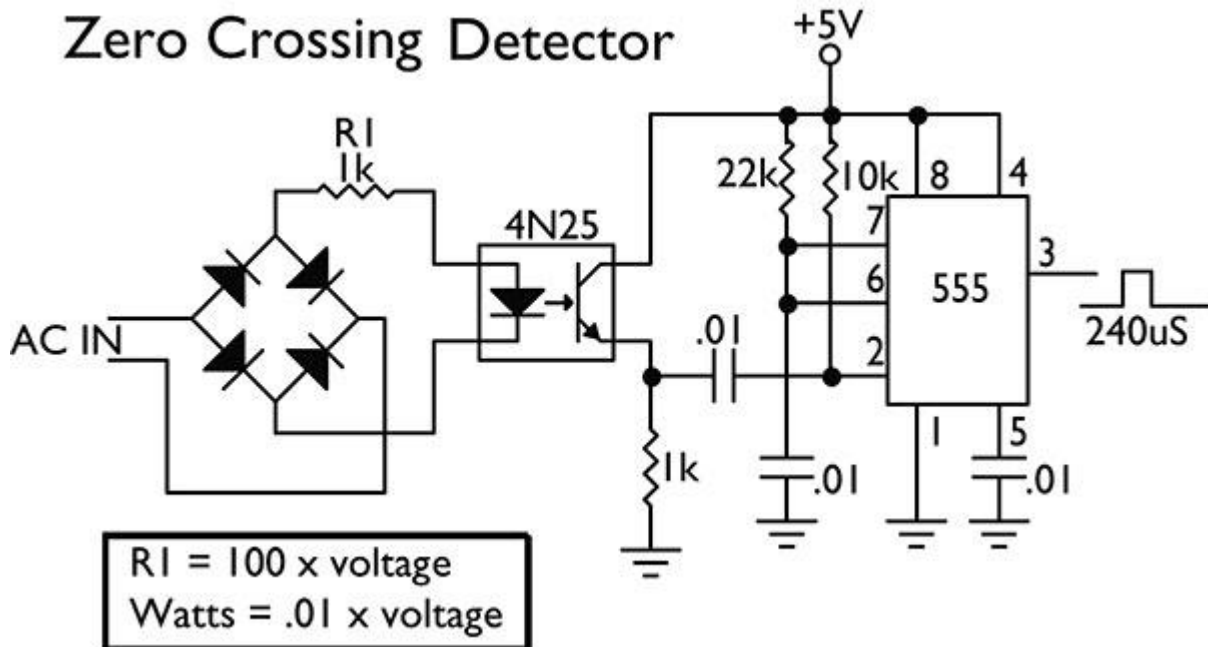 Zero Crossing Detector
+5V
R1
1k
22k
10k
8
4
4N25
7
3
6
555
AC IN
.01
240uS
2
1
5
1k
.01
.01
R1 = 100 x voltage
Watts = .01 x voltage